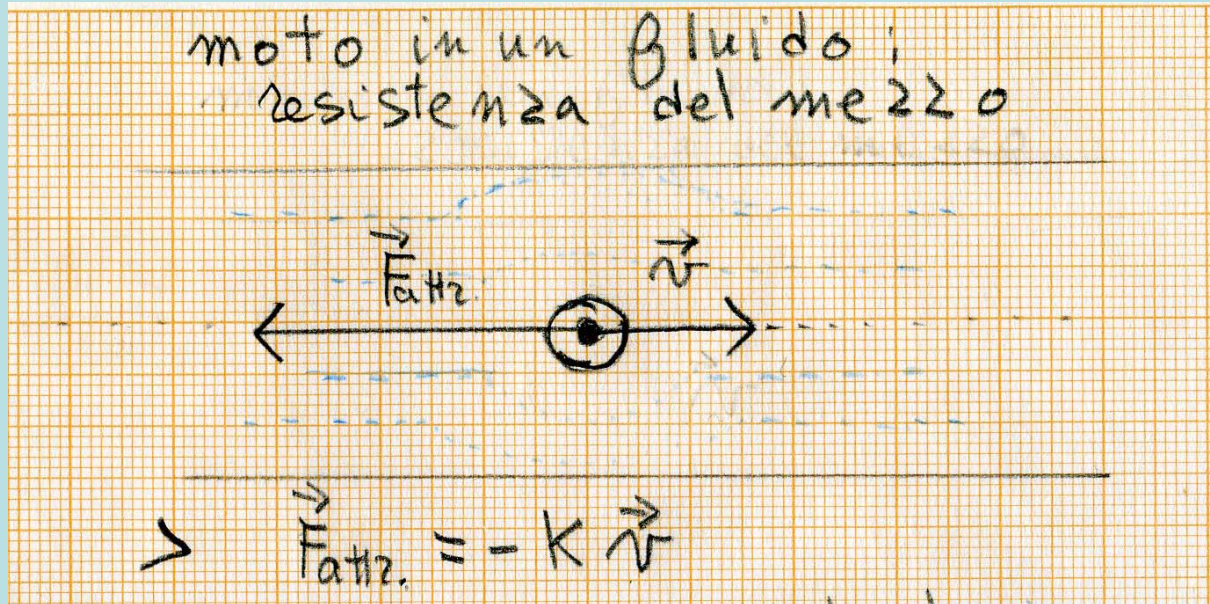 moto in un fluido:
resistenza del mezzo
F⃗attr. v⃗
> F⃗attr. = - K v⃗